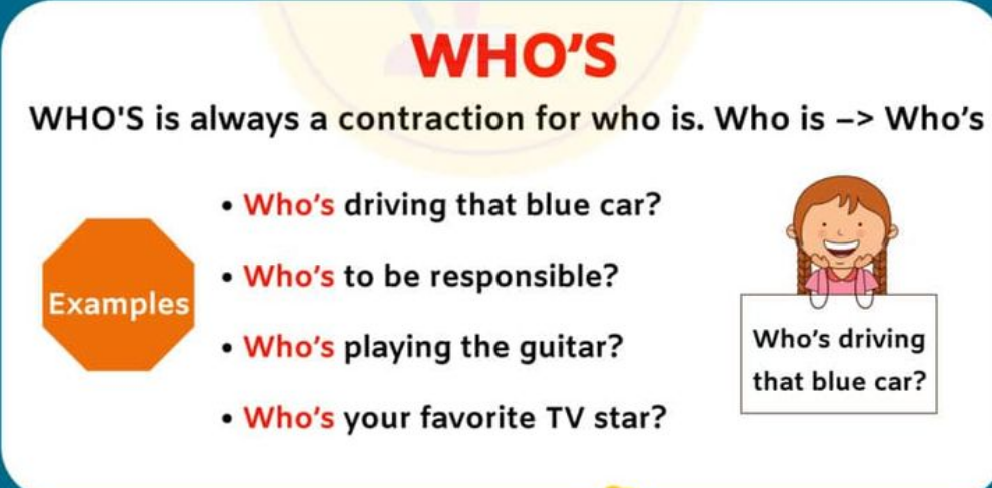 WHO’S
WHO'S is always a contraction for who is. Who is –> Who’s
Examples
• Who’s driving that blue car?
• Who’s to be responsible?
• Who’s playing the guitar?
• Who’s your favorite TV star?
Who’s driving
that blue car?